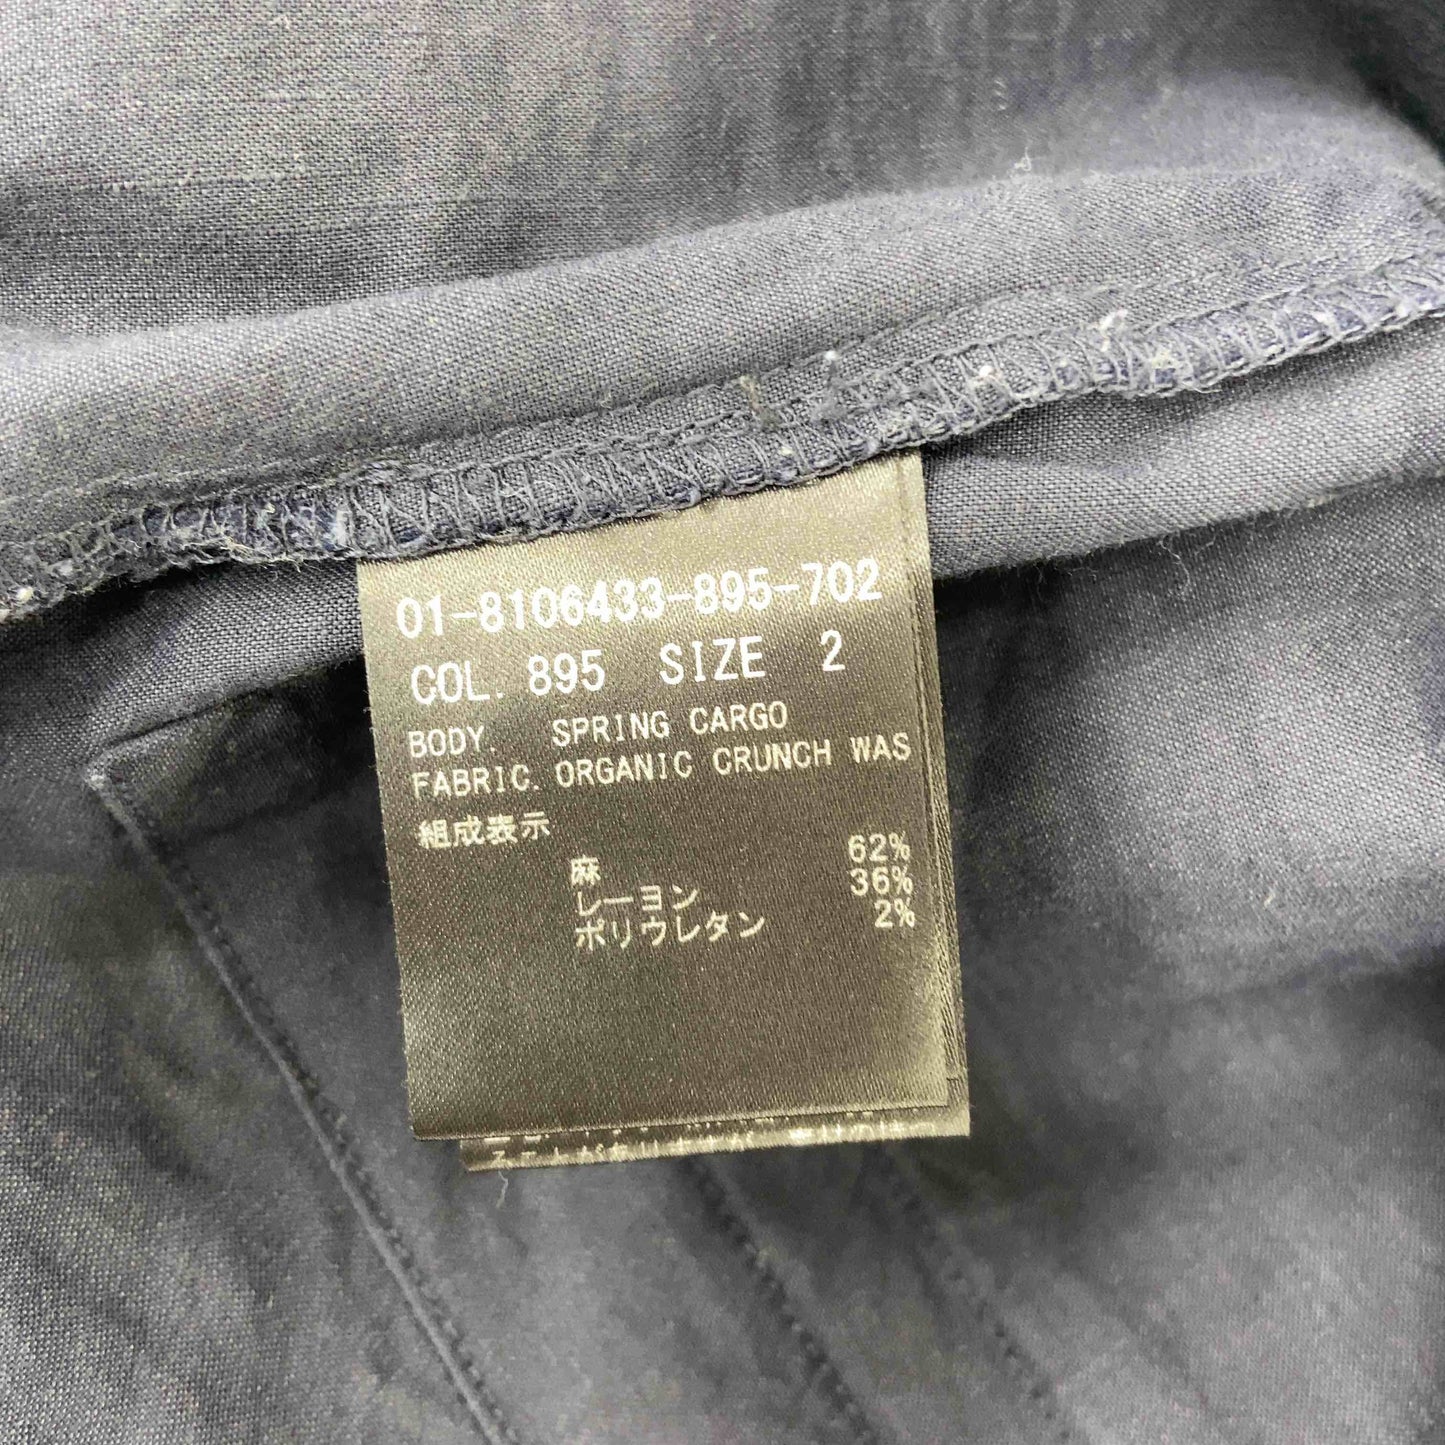 01-8106433-895-702
COL. 895 SIZE 2
BODY. SPRING CARGO
FABRIC. ORGANIC CRUNCH WAS
組成表示
麻 62%
レーヨン 36%
ポリウレタン 2%